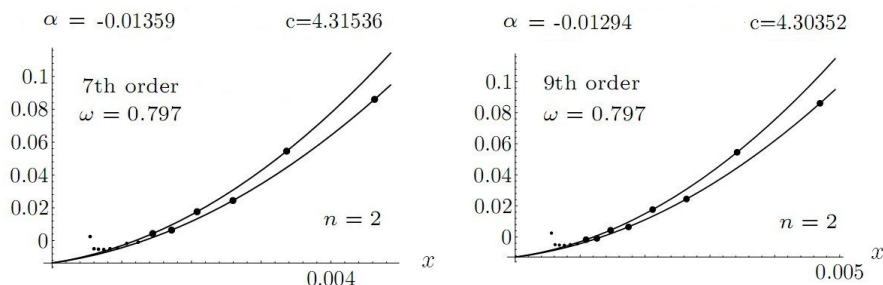 α = -0.01359 c=4.31536
7th order
ω = 0.797
0.1
0.08
0.06
0.04
0.02
0
n = 2
0.004
x
α = -0.01294 c=4.30352
9th order
ω = 0.797
0.1
0.08
0.06
0.04
0.02
0
n = 2
0.005
x